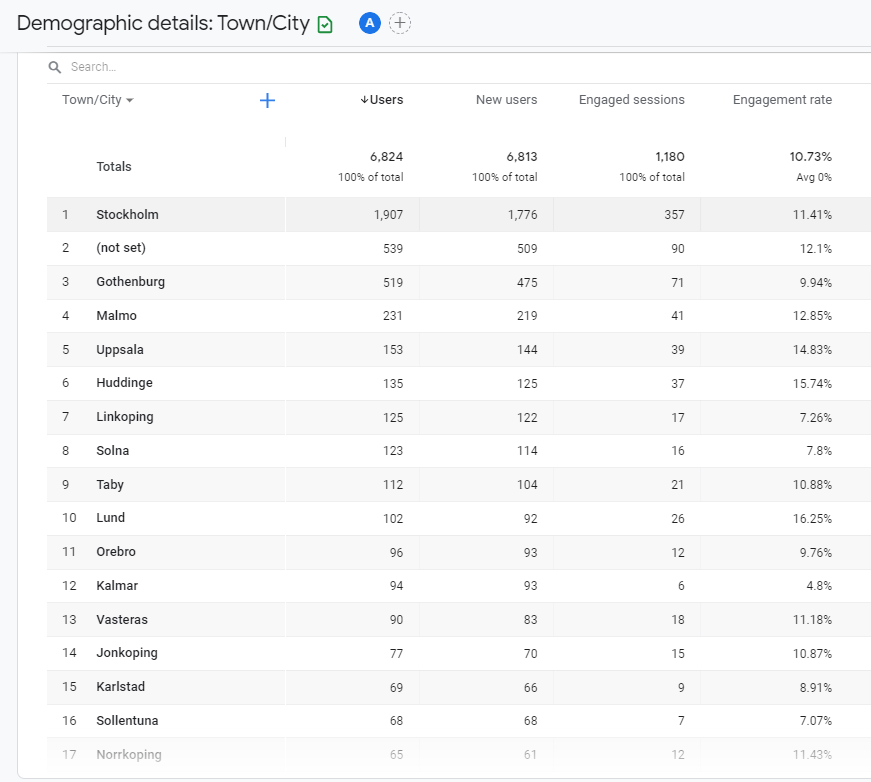 Demographic details: Town/City A
Search...
Town/City Users New users Engaged sessions Engagement rate
Totals 6,824 6,813 1,180 10.73%
100% of total 100% of total 100% of total Avg 0%
1 Stockholm 1,907 1,776 357 11.41%
2 (not set) 539 509 90 12.1%
3 Gothenburg 519 475 71 9.94%
4 Malmo 231 219 41 12.85%
5 Uppsala 153 144 39 14.83%
6 Huddinge 135 125 37 15.74%
7 Linkoping 125 122 17 7.26%
8 Solna 123 114 16 7.8%
9 Taby 112 104 21 10.88%
10 Lund 102 92 26 16.25%
11 Orebro 96 93 12 9.76%
12 Kalmar 94 93 6 4.8%
13 Vasteras 90 83 18 11.18%
14 Jonkoping 77 70 15 10.87%
15 Karlstad 69 66 9 8.91%
16 Sollentuna 68 68 7 7.07%
17 Norrkoping 65 61 12 11.43%